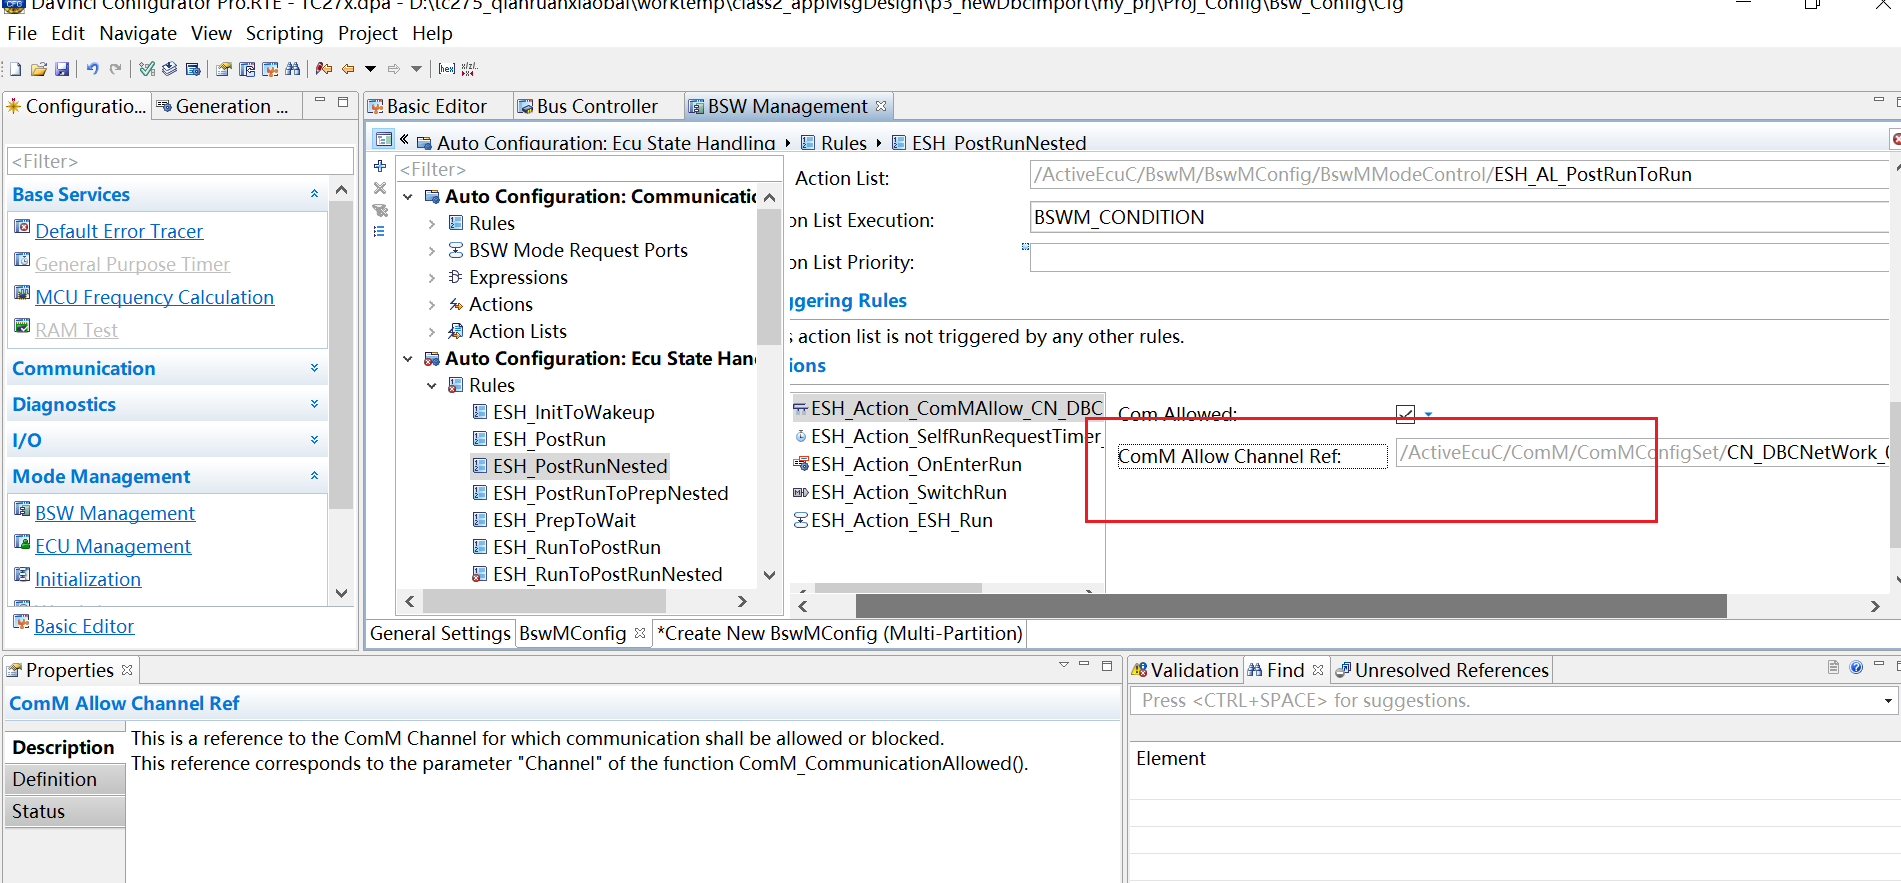 DaVinci Configurator Pro.RTE - TC27x.dpa - D:\tc275_qianruanxiaobai\worktemp\class2_appMsgDesign\p3_newDbcImport\my_prj\Proj_Config\Bsw_Config\Cfg
File Edit Navigate View Scripting Project Help
Configuratio... Generation ...
<Filter>
Base Services
Default Error Tracer
General Purpose Timer
MCU Frequency Calculation
RAM Test
Communication
Diagnostics
I/O
Mode Management
BSW Management
ECU Management
Initialization
Basic Editor
Basic Editor Bus Controller BSW Management
« Auto Configuration: Ecu State Handling Rules ESH_PostRunNested
<Filter>
Auto Configuration: Communicatio
Rules
BSW Mode Request Ports
Expressions
Actions
Action Lists
Auto Configuration: Ecu State Han
Rules
ESH_InitToWakeup
ESH_PostRun
ESH_PostRunNested
ESH_PostRunToPrepNested
ESH_PrepToWait
ESH_RunToPostRun
ESH_RunToPostRunNested
Action List: /ActiveEcuC/BswM/BswMConfig/BswMModeControl/ESH_AL_PostRunToRun
on List Execution: BSWM_CONDITION
on List Priority:
ggering Rules
s action list is not triggered by any other rules.
ions
ESH_Action_ComMAllow_CN_DBC
ESH_Action_SelfRunRequestTimer_
ESH_Action_OnEnterRun
ESH_Action_SwitchRun
ESH_Action_ESH_Run
Com Allowed:
ComM Allow Channel Ref: /ActiveEcuC/ComM/ComMConfigSet/CN_DBCNetWork_
General Settings BswMConfig *Create New BswMConfig (Multi-Partition)
Properties
ComM Allow Channel Ref
Description
Definition
Status
This is a reference to the ComM Channel for which communication shall be allowed or blocked.
This reference corresponds to the parameter "Channel" of the function ComM_CommunicationAllowed().
Validation Find Unresolved References
Press <CTRL+SPACE> for suggestions.
Element